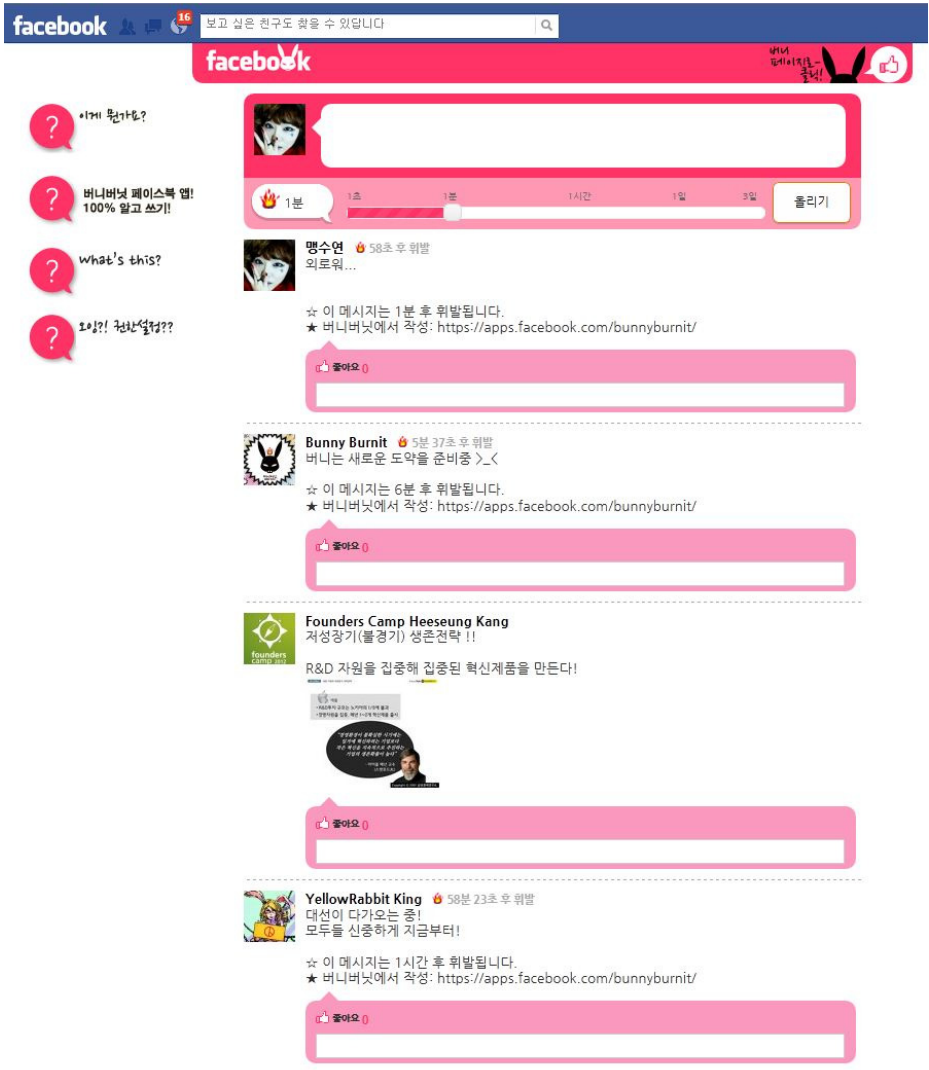 facebook
16
보고 싶은 친구도 찾을 수 있답니다
facebook
버니
페이지로~
클릭!
? 이게 뭔가요?
? 버니버닛 페이스북 앱!
100% 알고 쓰기!
? What's this?
? 오잉?! 권한설정??
1분
1초 1분 1시간 1일 3일
올리기
맹수연 58초 후 휘발
외로워...
☆ 이 메시지는 1분 후 휘발됩니다.
★ 버니버닛에서 작성: https://apps.facebook.com/bunnyburnit/
좋아요 0
Bunny Burnit 5분 37초 후 휘발
버니는 새로운 도약을 준비중 >_<
☆ 이 메시지는 6분 후 휘발됩니다.
★ 버니버닛에서 작성: https://apps.facebook.com/bunnyburnit/
좋아요 0
founders
camp 2012
Founders Camp Heeseung Kang
저성장기(불경기) 생존전략 !!
R&D 자원을 집중해 집중된 혁신제품을 만든다!
좋아요 0
YellowRabbit King 58분 23초 후 휘발
대선이 다가오는 중!
모두들 신중하게 지금부터!
☆ 이 메시지는 1시간 후 휘발됩니다.
★ 버니버닛에서 작성: https://apps.facebook.com/bunnyburnit/
좋아요 0